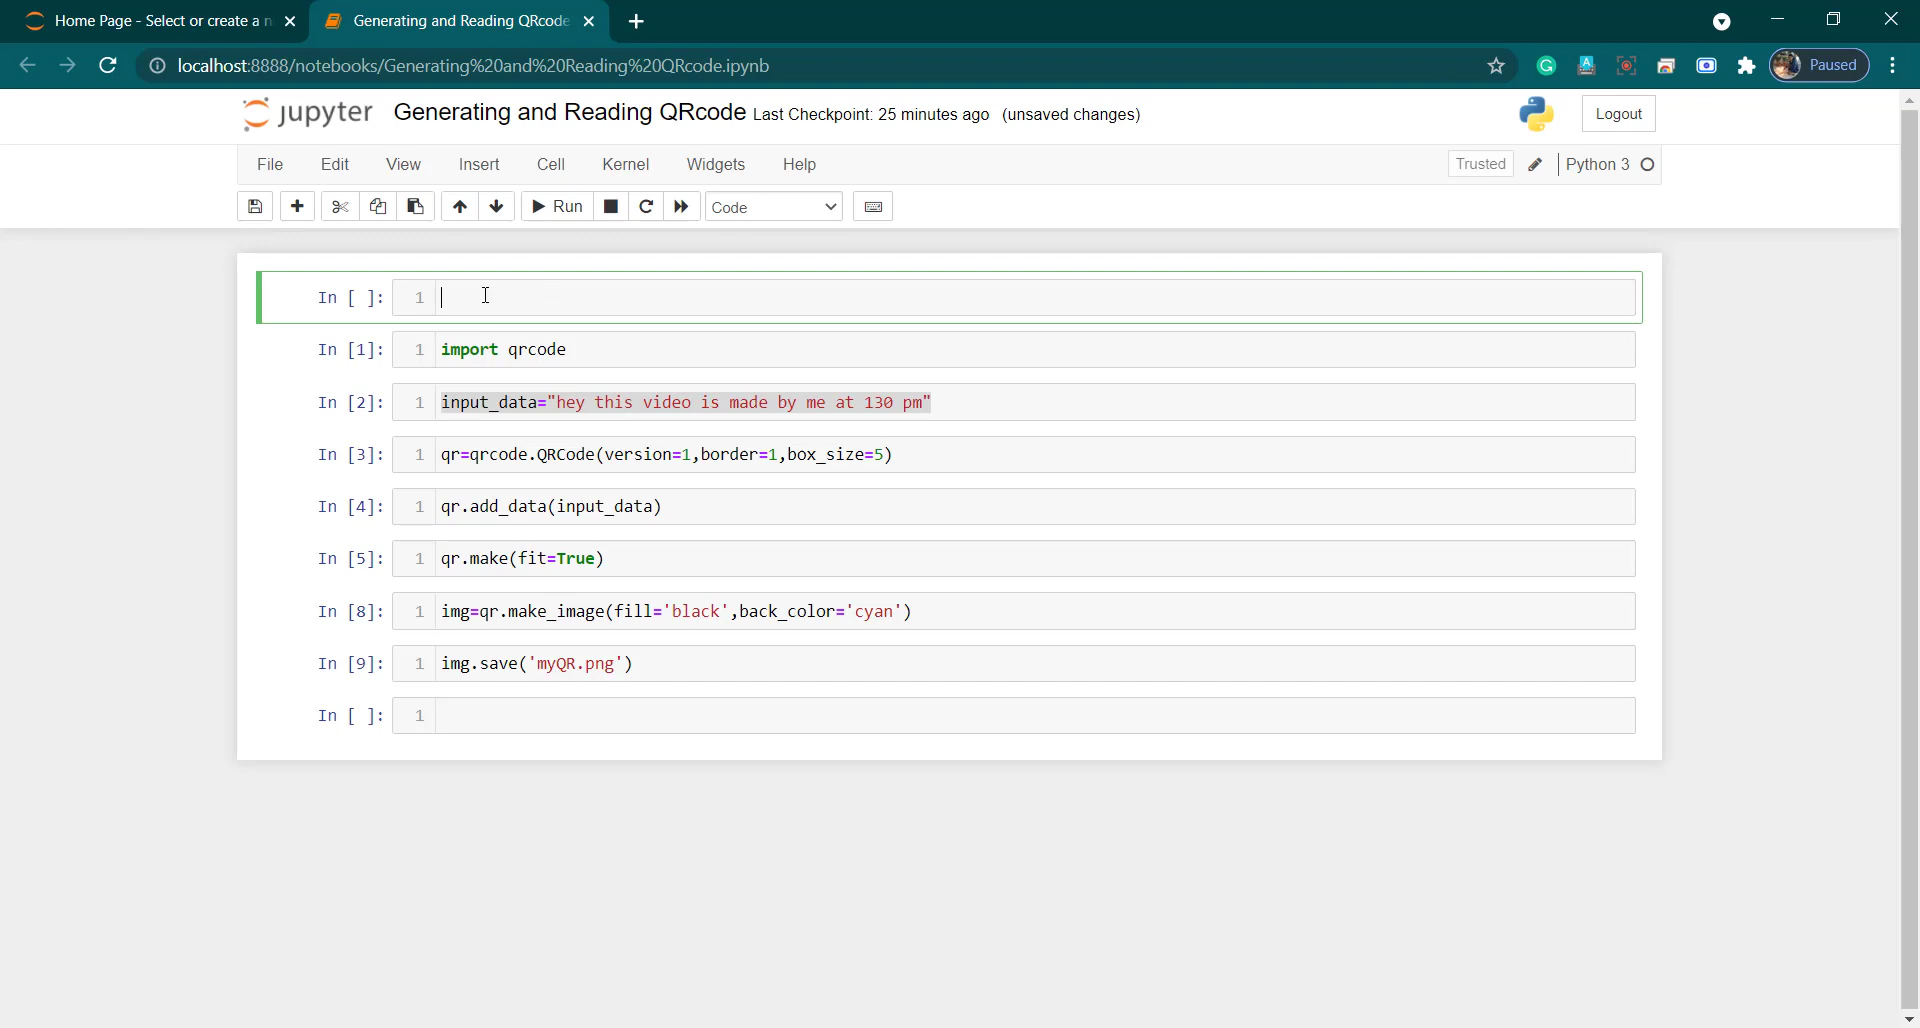 Home Page - Select or create a n
Generating and Reading QRcode
localhost:8888/notebooks/Generating%20and%20Reading%20QRcode.ipynb
Paused
jupyter Generating and Reading QRcode Last Checkpoint: 25 minutes ago (unsaved changes)
Logout
File Edit View Insert Cell Kernel Widgets Help
Trusted
Python 3
Run
Code
In [ ]: 1
In [1]: 1 import qrcode
In [2]: 1 input_data="hey this video is made by me at 130 pm"
In [3]: 1 qr=qrcode.QRCode(version=1,border=1,box_size=5)
In [4]: 1 qr.add_data(input_data)
In [5]: 1 qr.make(fit=True)
In [8]: 1 img=qr.make_image(fill='black',back_color='cyan')
In [9]: 1 img.save('myQR.png')
In [ ]: 1